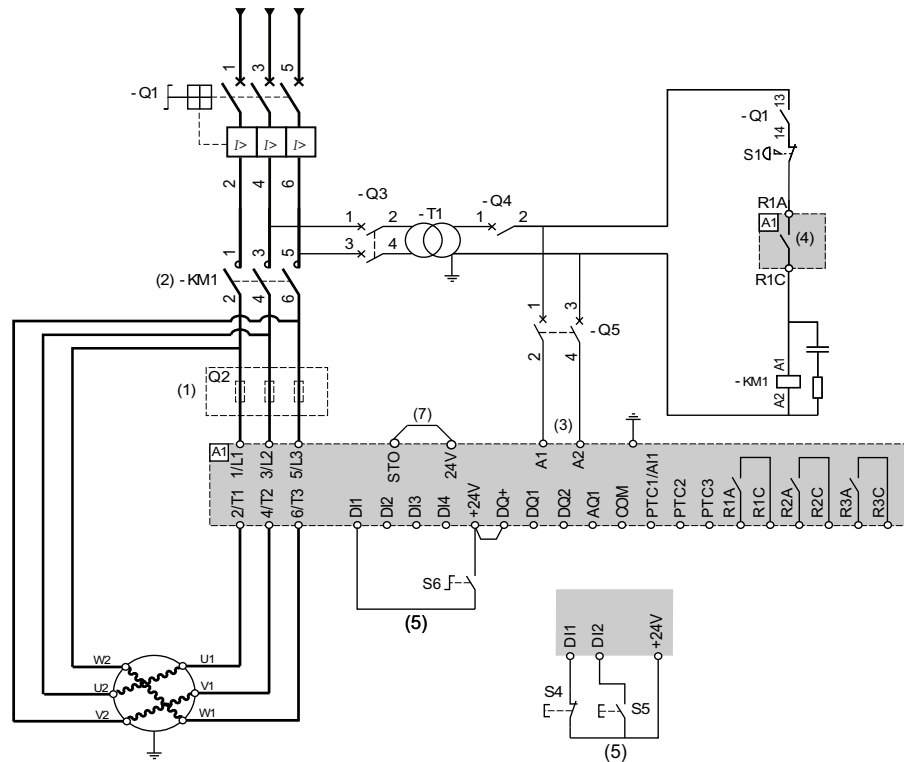 1 3 5
- Q1
I> I> I>
2 4 6
- Q3
1 2
3 4
- T1
- Q4
1 2
13
- Q1
14
S1
R1A
A1
(4)
R1C
1 3 5
(2) - KM1
2 4 6
1 3
- Q5
2 4
A1
- KM1
A2
(1)
Q2
(7)
(3)
A1
1/L1 3/L2 5/L3 STO 24V A1 A2
2/T1 4/T2 6/T3 DI1 DI2 DI3 DI4 +24V DQ+ DQ1 DQ2 AQ1 COM PTC1/AI1 PTC2 PTC3 R1A R1C R2A R2C R3A R3C
S6
(5)
DI1 DI2 +24V
S4
S5
(5)
W2 U1
U2 V1
V2 W1